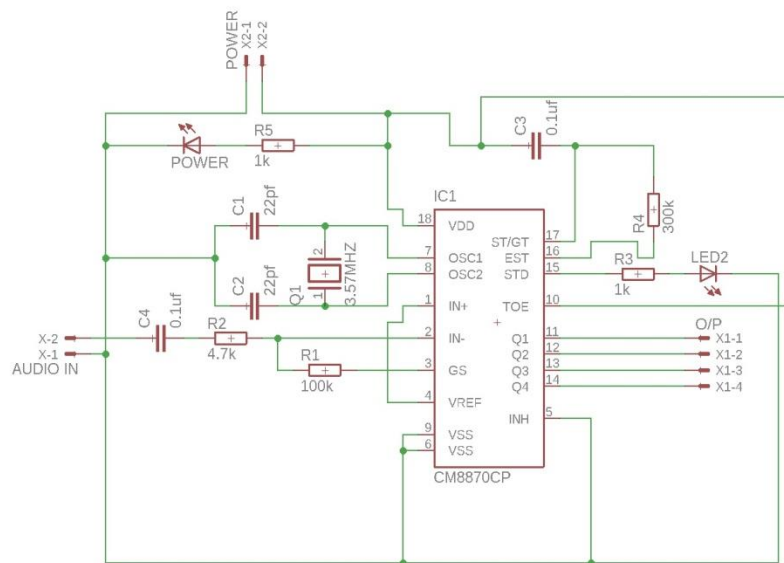 POWER
X2-1
X2-2
C3
0.1uf
R5
1k
POWER
C1
22pf
C2
22pf
2
1
Q1
3.57MHZ
R4
300k
IC1
18 VDD
7 OSC1
8 OSC2
1 IN+
2 IN-
3 GS
4 VREF
9 VSS
6 VSS
ST/GT 17
EST 16
STD 15
TOE 10
Q1 11
Q2 12
Q3 13
Q4 14
INH 5
CM8870CP
R3
1k
LED2
O/P
X1-1
X1-2
X1-3
X1-4
C4
0.1uf
R2
4.7k
R1
100k
X-2
X-1
AUDIO IN